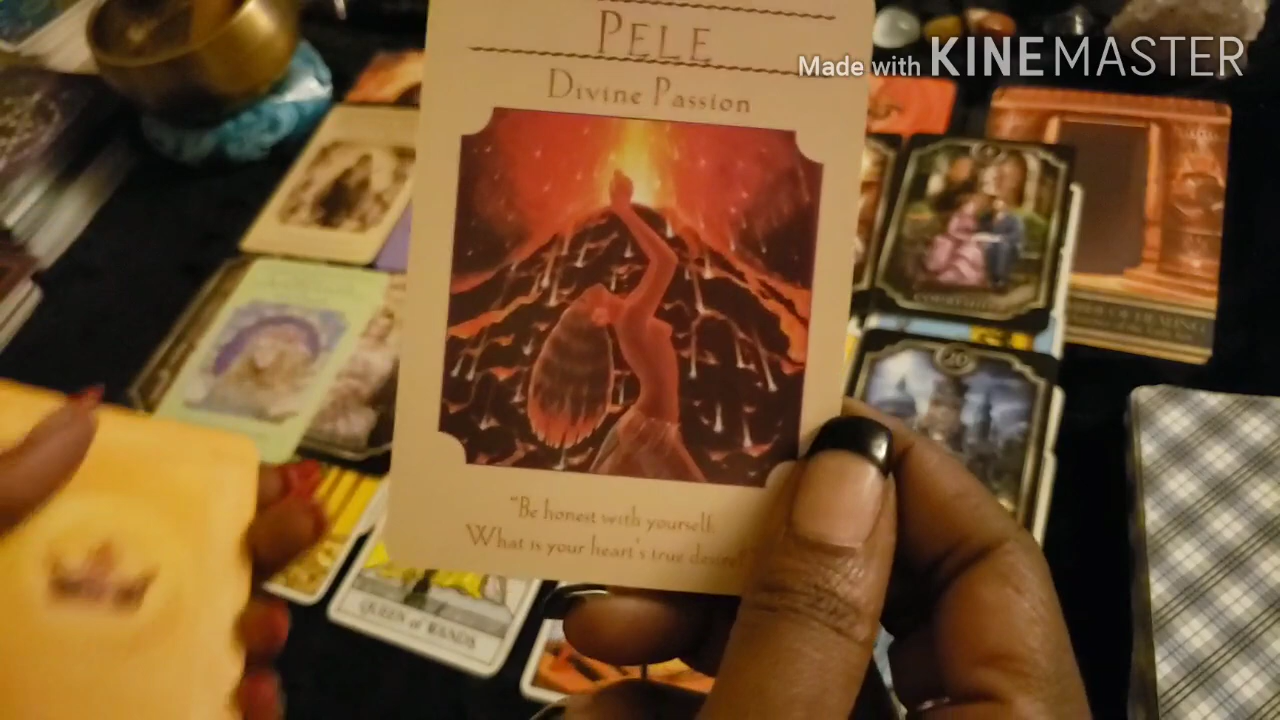 PELE
Made with KINEMASTER
Divine Passion
20
"Be honest with yourself.
What is your heart's true desire?
QUEEN of WANDS